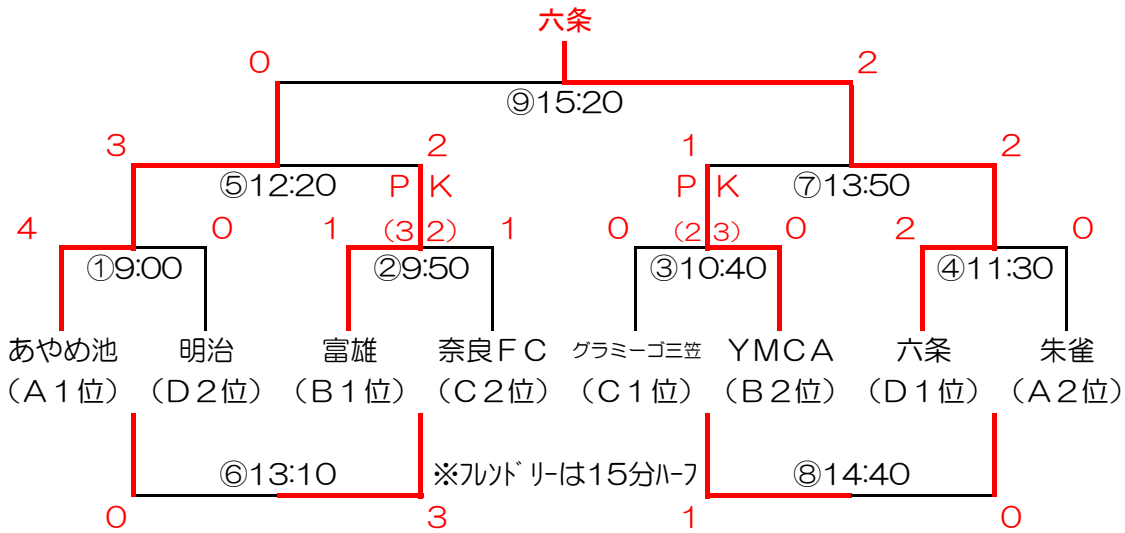 六条
0 2
⑨15:20
3 2 1 2
⑤12:20 PK PK ⑦13:50
4 0 1 (3 2) 1 0 (2 3) 0 2 0
①9:00 ②9:50 ③10:40 ④11:30
あやめ池 明治 富雄 奈良FC グラミーゴ三笠 YMCA 六条 朱雀
(A1位) (D2位) (B1位) (C2位) (C1位) (B2位) (D1位) (A2位)
⑥13:10 ※フレンドリーは15分ハーフ ⑧14:40
0 3 1 0